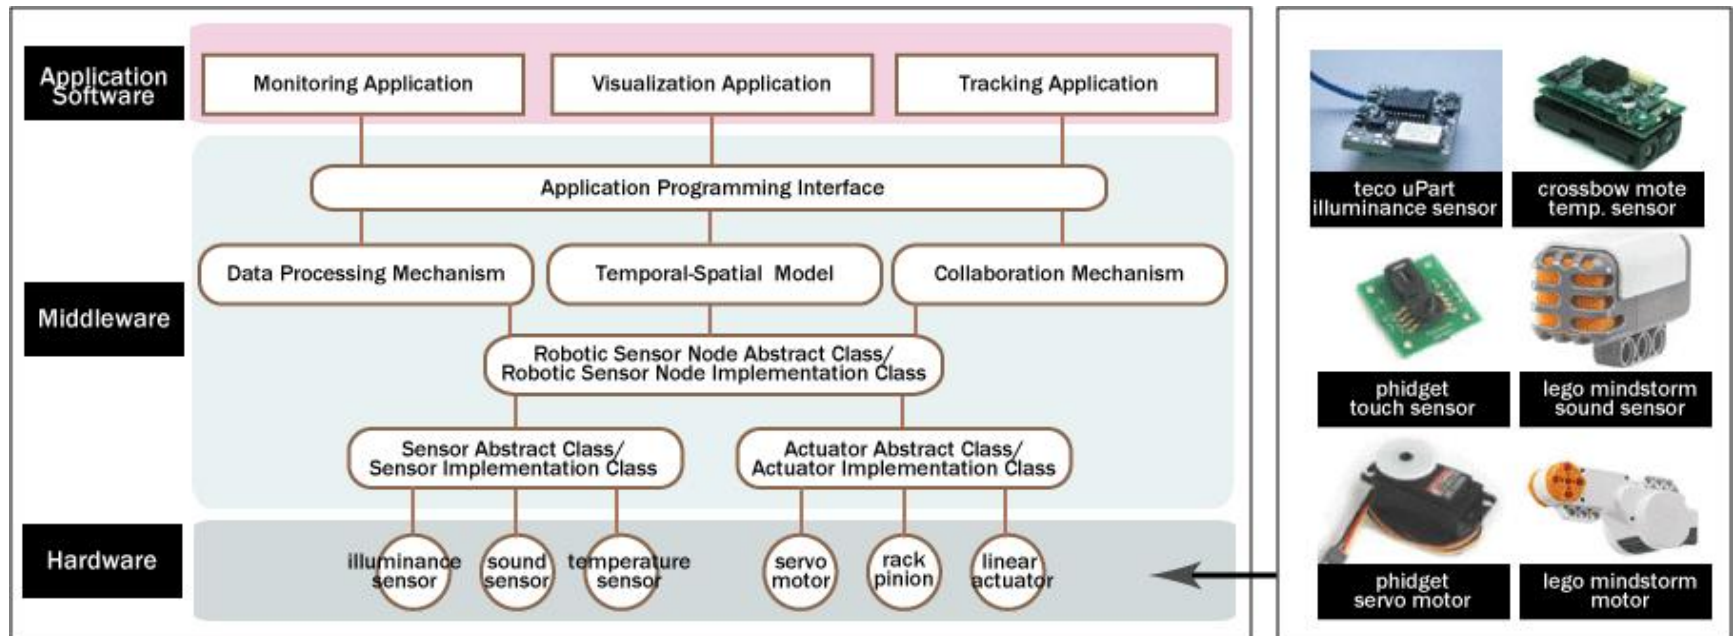 Application
Software
Monitoring Application
Visualization Application
Tracking Application
Application Programming Interface
Middleware
Data Processing Mechanism
Temporal-Spatial Model
Collaboration Mechanism
Robotic Sensor Node Abstract Class/
Robotic Sensor Node Implementation Class
Sensor Abstract Class/
Sensor Implementation Class
Actuator Abstract Class/
Actuator Implementation Class
Hardware
illuminance
sensor
sound
sensor
temperature
sensor
servo
motor
rack
pinion
linear
actuator
teco uPart
illuminance sensor
crossbow mote
temp. sensor
phidget
touch sensor
lego mindstorm
sound sensor
phidget
servo motor
lego mindstorm
motor